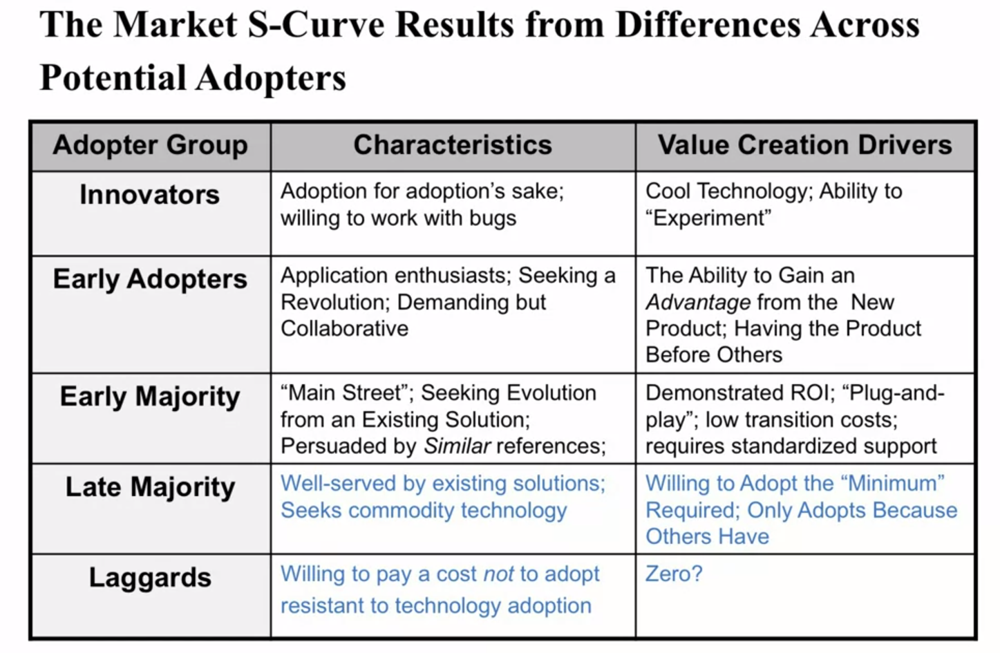 The Market S-Curve Results from Differences Across
Potential Adopters
Adopter Group
Characteristics
Value Creation Drivers
Innovators
Adoption for adoption’s sake;
willing to work with bugs
Cool Technology; Ability to
“Experiment”
Early Adopters
Application enthusiasts; Seeking a
Revolution; Demanding but
Collaborative
The Ability to Gain an
Advantage from the New
Product; Having the Product
Before Others
Early Majority
“Main Street”; Seeking Evolution
from an Existing Solution;
Persuaded by Similar references;
Demonstrated ROI; “Plug-and-
play”; low transition costs;
requires standardized support
Late Majority
Well-served by existing solutions;
Seeks commodity technology
Willing to Adopt the “Minimum”
Required; Only Adopts Because
Others Have
Laggards
Willing to pay a cost not to adopt
resistant to technology adoption
Zero?